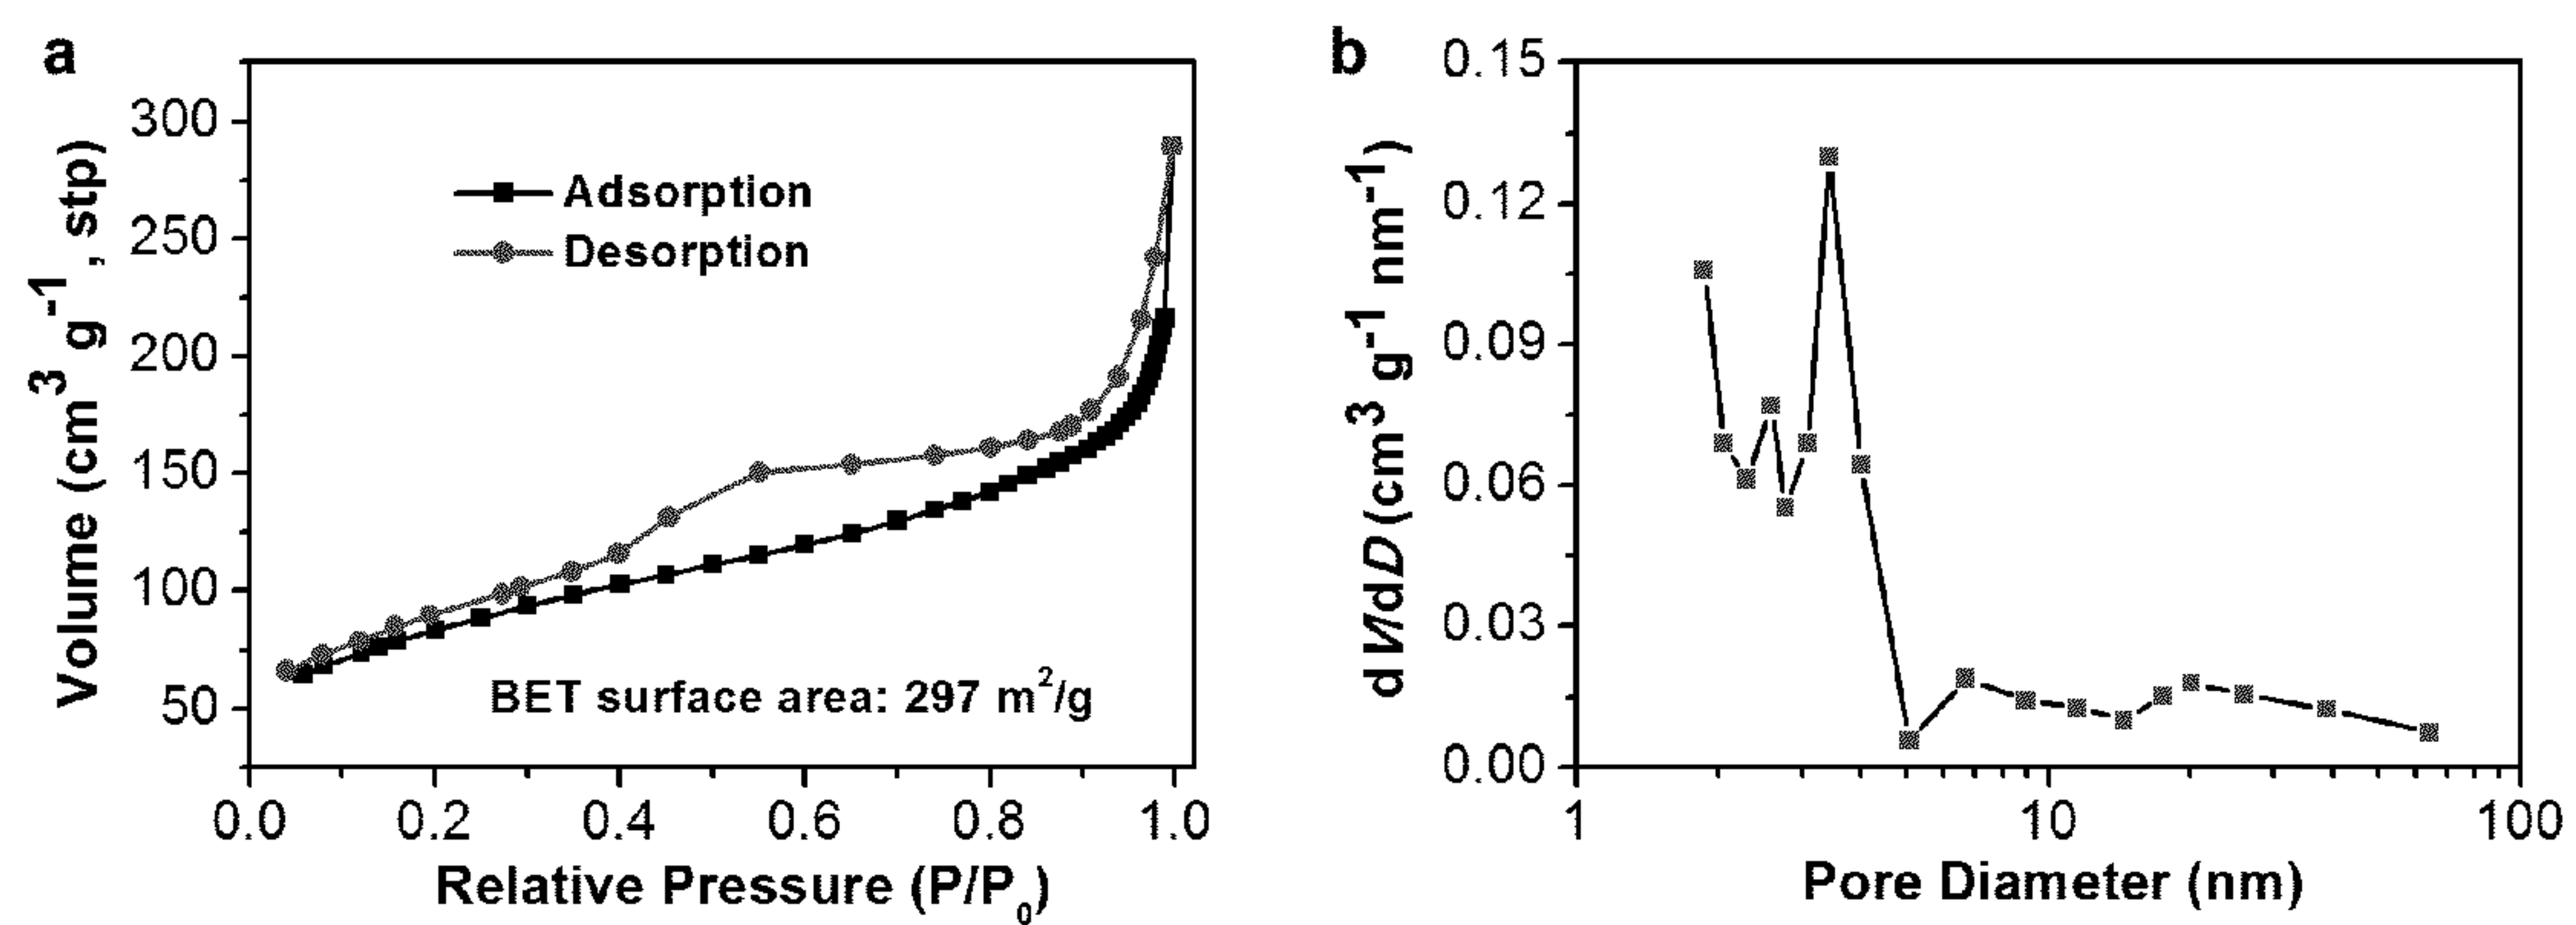 a
300
250
200
150
100
50
Volume (cm³ g⁻¹, stp)
Adsorption
Desorption
BET surface area: 297 m²/g
0.0 0.2 0.4 0.6 0.8 1.0
Relative Pressure (P/P₀)
b
0.15
0.12
0.09
0.06
0.03
0.00
dV/dD (cm³ g⁻¹ nm⁻¹)
1 10 100
Pore Diameter (nm)